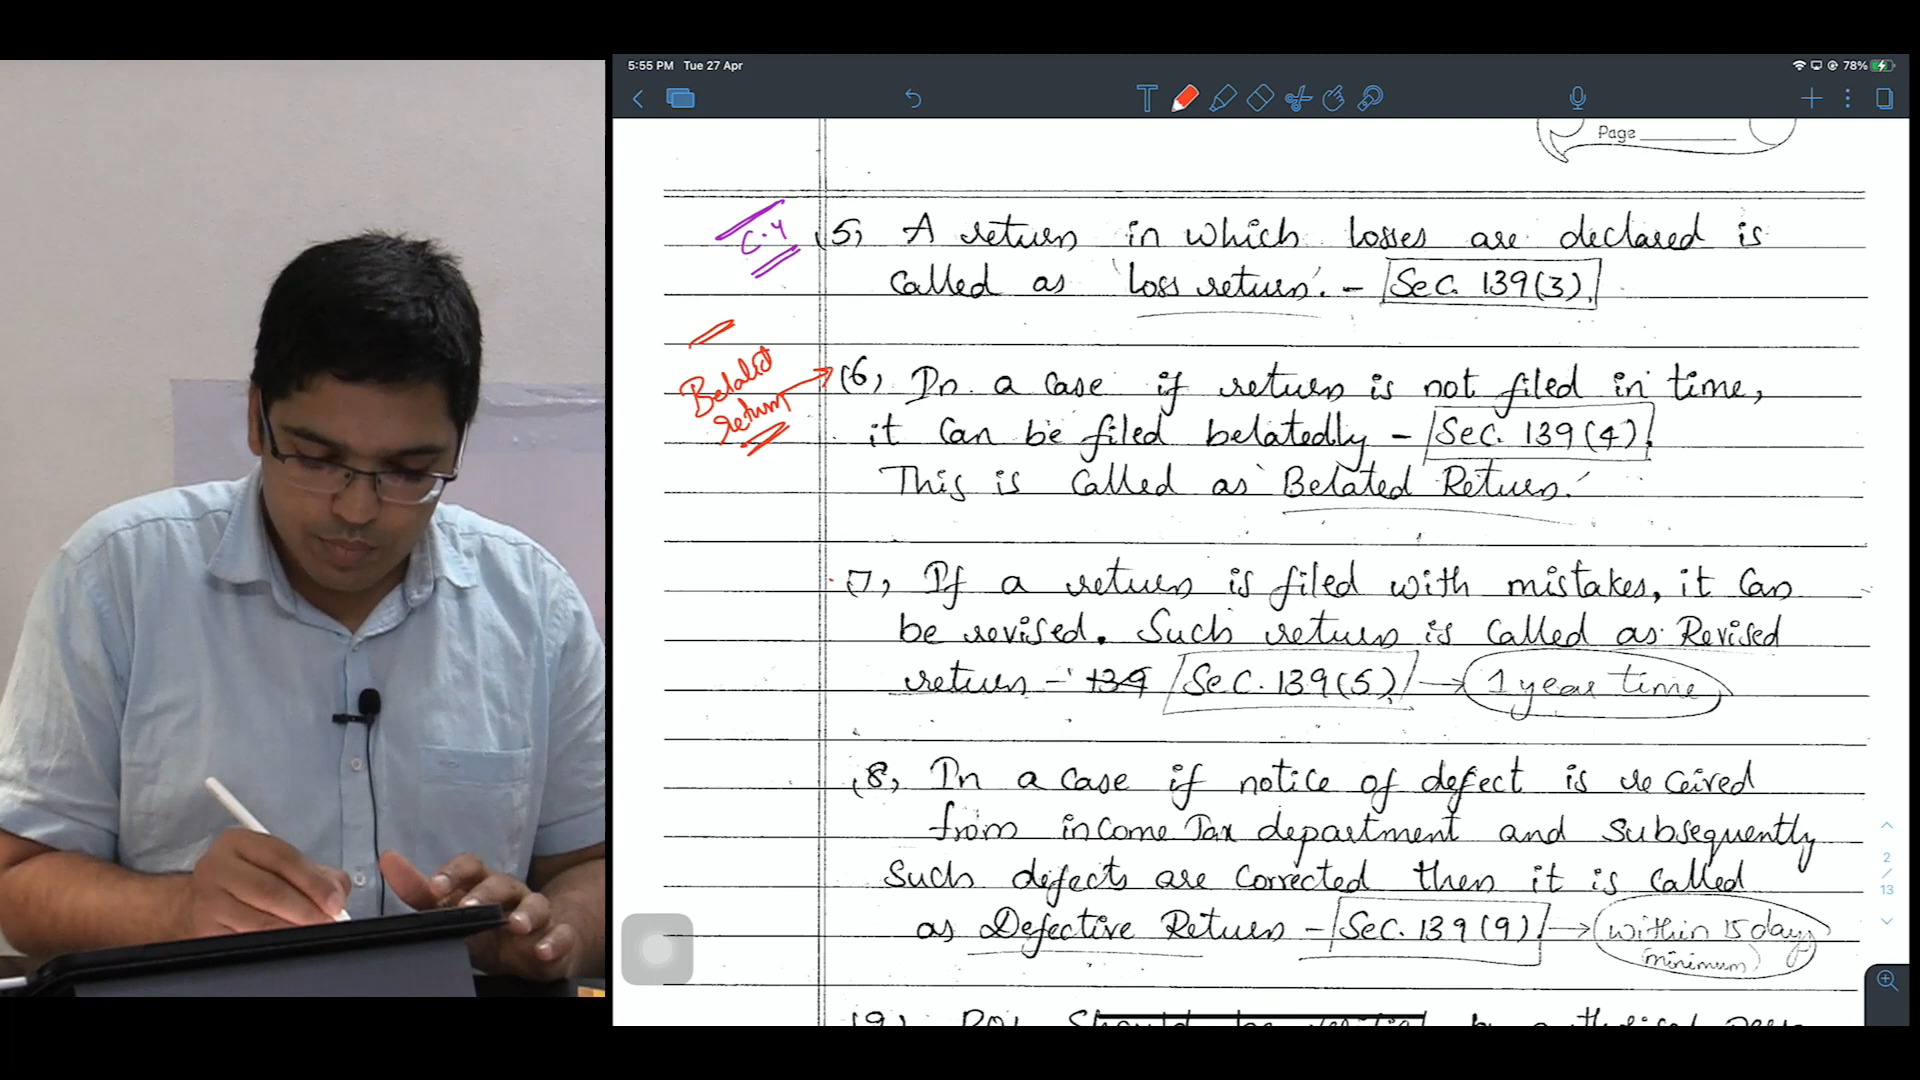 5:55 PM Tue 27 Apr
78%
Page
C.Y
(5) A return in which losses are declared is
called as 'loss return'. - Sec. 139(3).
Belated
return
(6) In a case if return is not filed in time,
it can be filed belatedly - Sec. 139(4).
This is called as 'Belated Return.'
(7) If a return is filed with mistakes, it can
be revised. Such return is called as Revised
return - 139 Sec. 139(5) → 1 year time
(8) In a case if notice of defect is received
from income Tax department and subsequently
such defects are corrected then it is called
as Defective Return - Sec. 139(9) → within 15 days
(minimum)
2
/
13